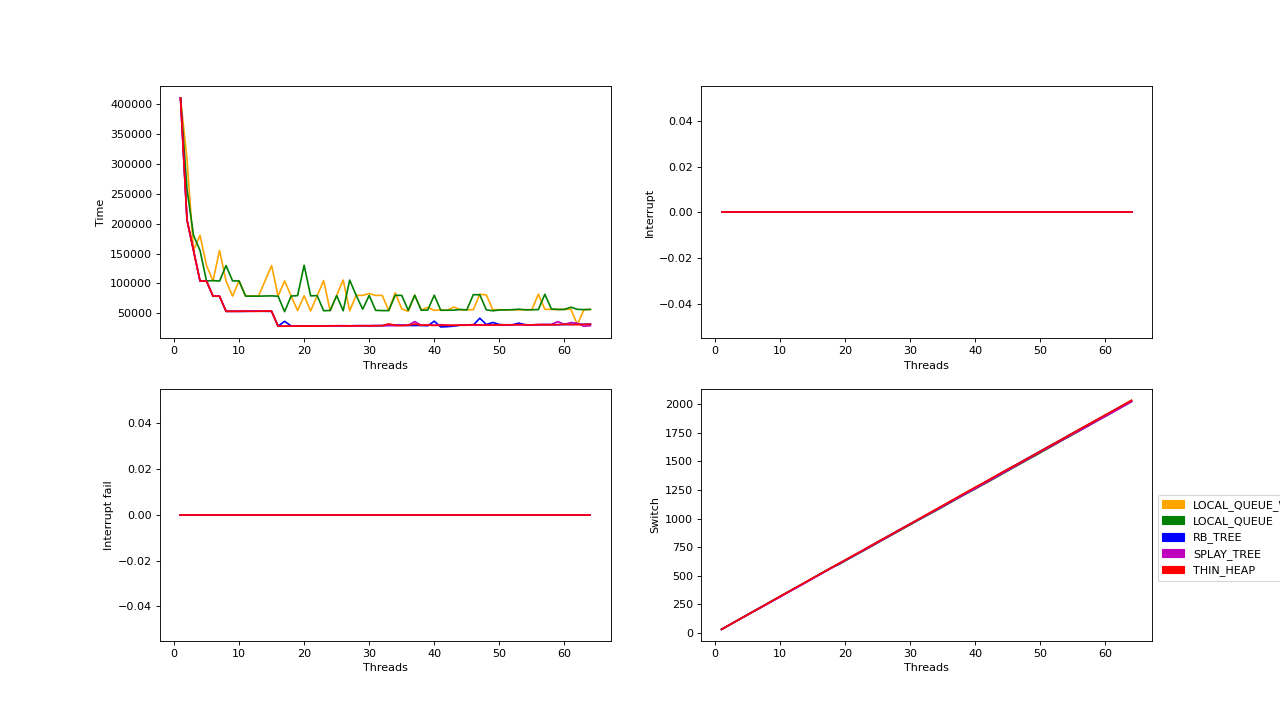 400000
350000
300000
250000
200000
150000
100000
50000
Time
0 10 20 30 40 50 60
Threads
0.04
0.02
0.00
−0.02
−0.04
Interrupt
0 10 20 30 40 50 60
Threads
0.04
0.02
0.00
−0.02
−0.04
Interrupt fail
0 10 20 30 40 50 60
Threads
2000
1750
1500
1250
1000
750
500
250
0
Switch
0 10 20 30 40 50 60
Threads
LOCAL_QUEUE_
LOCAL_QUEUE
RB_TREE
SPLAY_TREE
THIN_HEAP